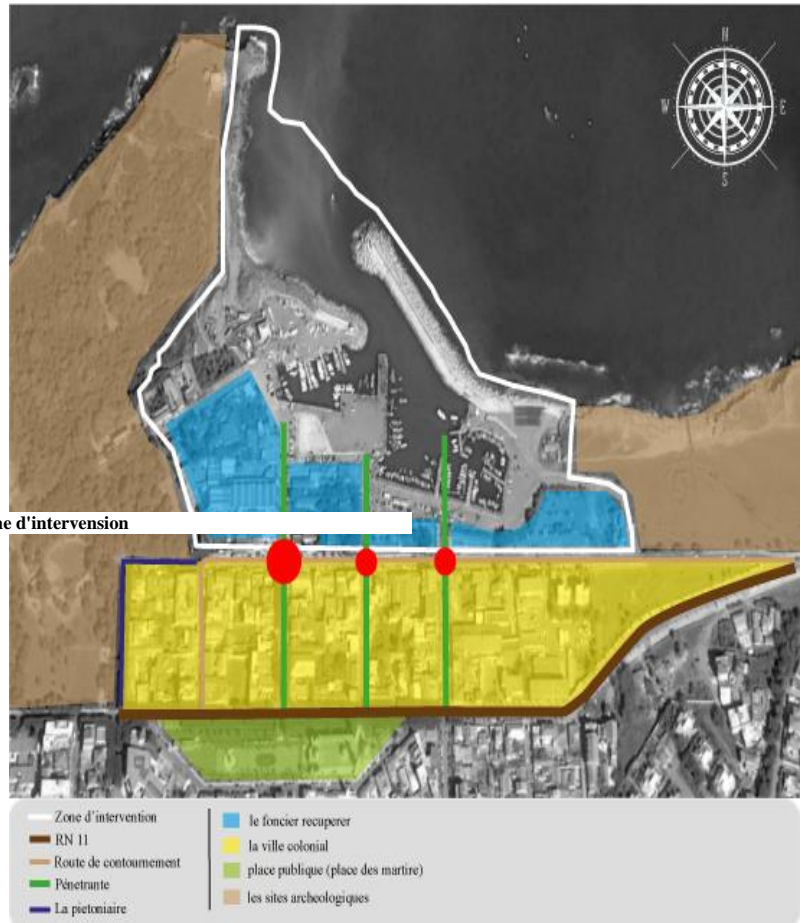 N
W
E
S
ne d'intervension
Zone d'intervention
RN 11
Route de contournement
Pénetrante
La pietoniaire
le foncier recuperer
la ville colonial
place publique (place des martire)
les sites archeologiques